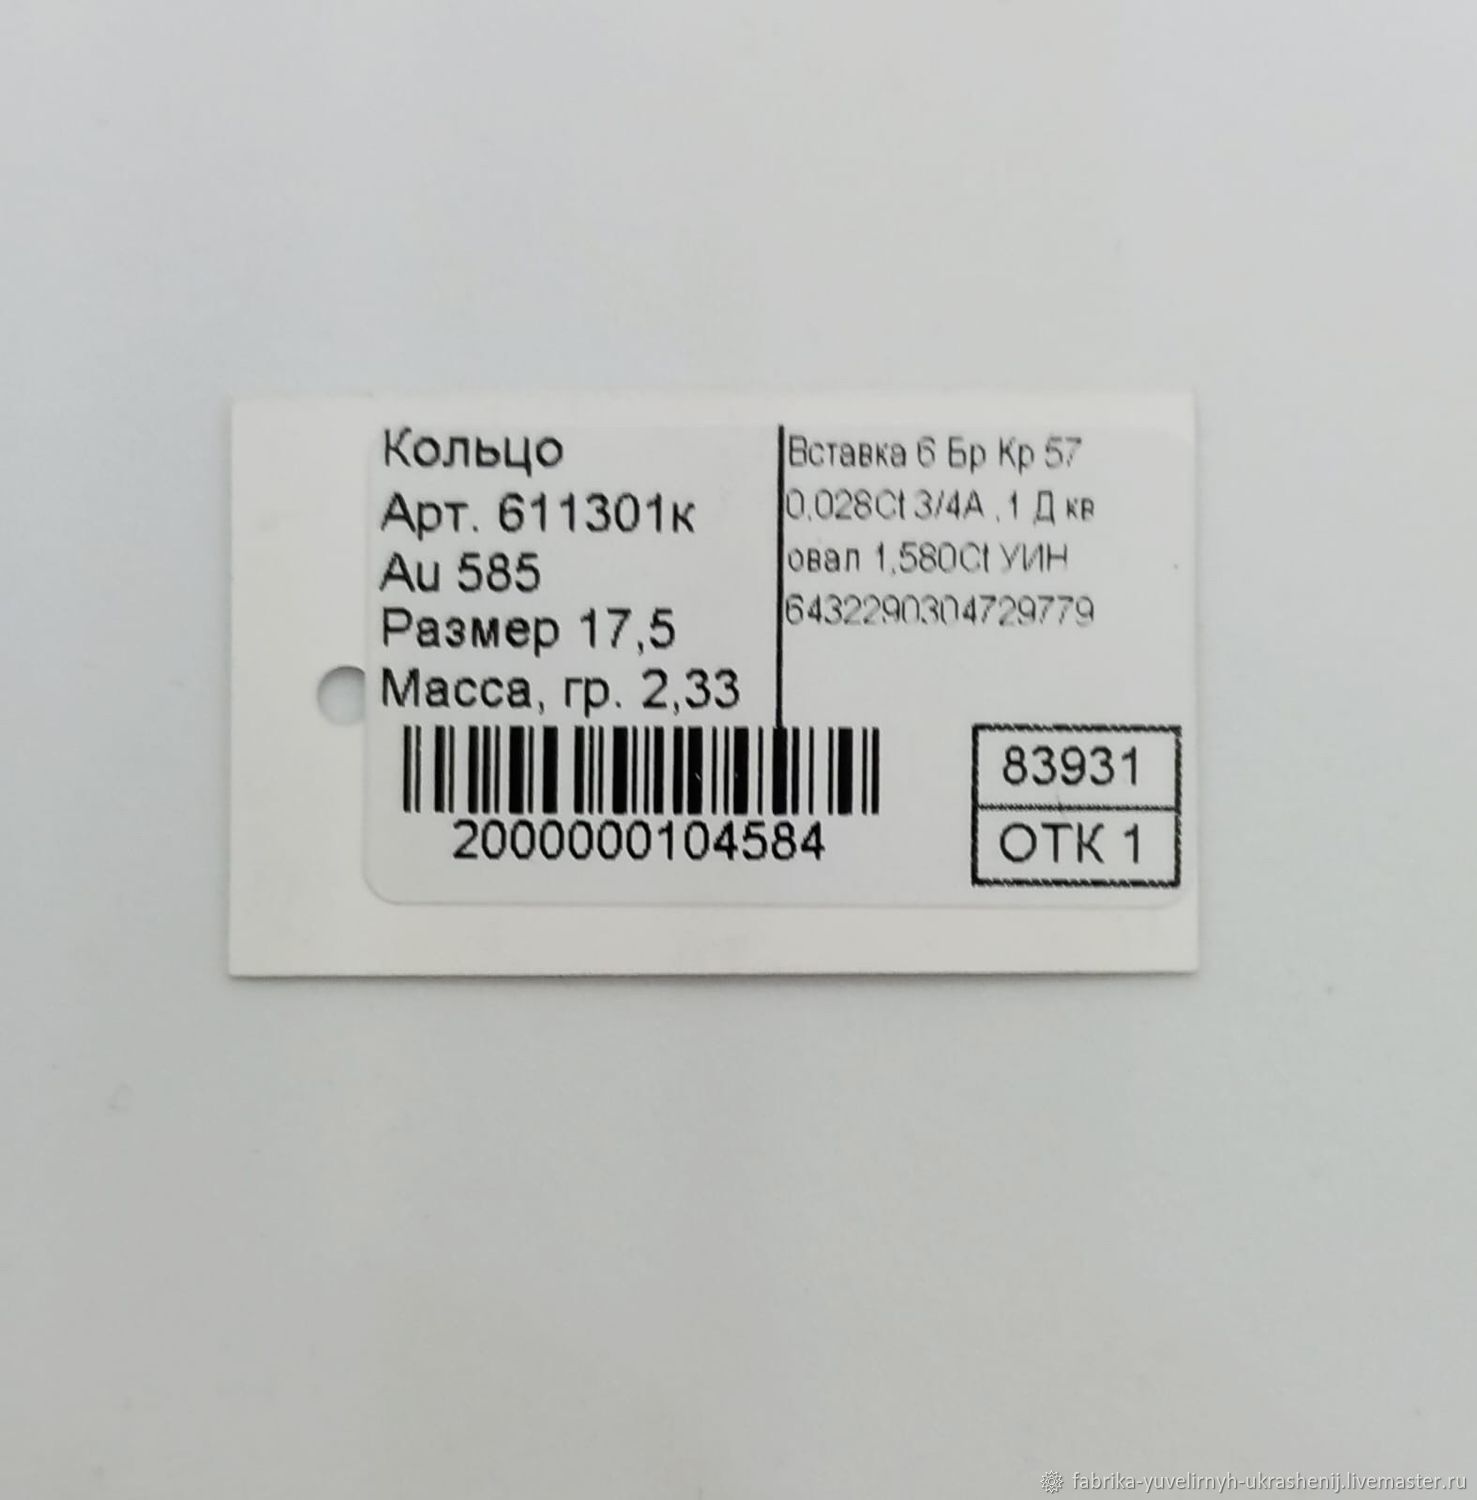 Кольцо
Арт. 611301к
Au 585
Размер 17,5
Масса, гр. 2,33
2000000104584
Вставка 6 Бр Кр 57
0,028Ct 3/4А , 1 Д кв
овал 1,580Ct УИН
6432290304729779
83931
ОТК 1
fabrika-yuvelirnyh-ukrashenij.livemaster.ru